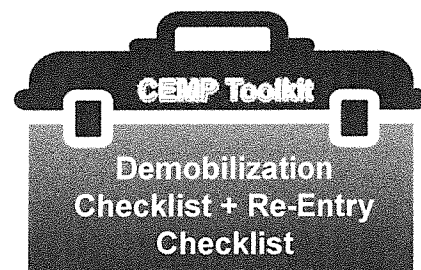 CEMP Toolkit
Demobilization
Checklist + Re-Entry
Checklist